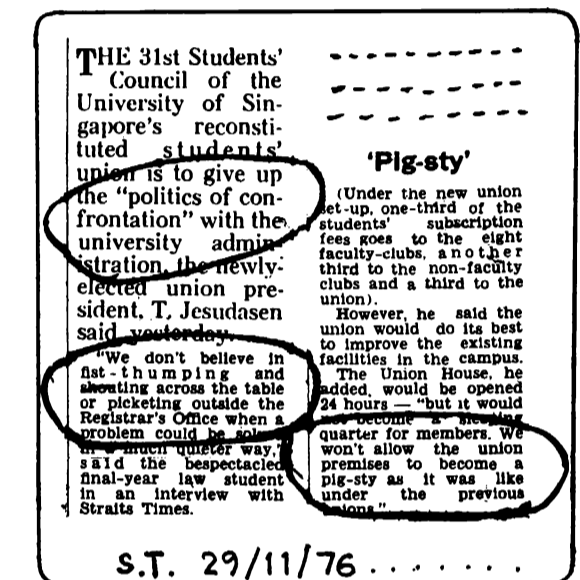 THE 31st Students'
Council of the
University of Sin-
gapore's reconsti-
tuted students'
union is to give up
the "politics of con-
frontation" with the
university admin-
istration, the newly-
elected union pre-
sident, T. Jesudasen
said yesterday.
"We don't believe in
fist-thumping and
shouting across the table
or picketing outside the
Registrar's Office when a
problem could be solved
in a much quieter way,"
said the bespectacled
final-year law student
in an interview with
Straits Times.
'Pig-sty'
(Under the new union
set-up, one-third of the
students' subscription
fees goes to the eight
faculty-clubs, another
third to the non-faculty
clubs and a third to the
union).
However, he said the
union would do its best
to improve the existing
facilities in the campus.
The Union House, he
added, would be opened
24 hours — "but it would
not become a sleeping
quarter for members. We
won't allow the union
premises to become a
pig-sty as it was like
under the previous
unions."
S.T. 29/11/76 . . . . . . . .